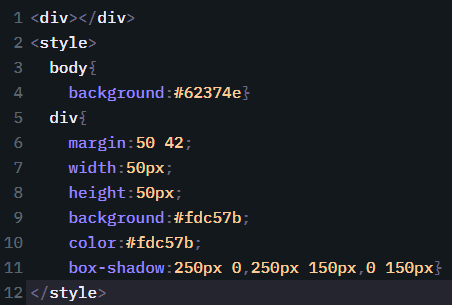 1 <div></div>
2 <style>
3   body{
4     background:#62374e}
5   div{
6     margin:50 42;
7     width:50px;
8     height:50px;
9     background:#fdc57b;
10     color:#fdc57b;
11     box-shadow:250px 0,250px 150px,0 150px}
12 </style>